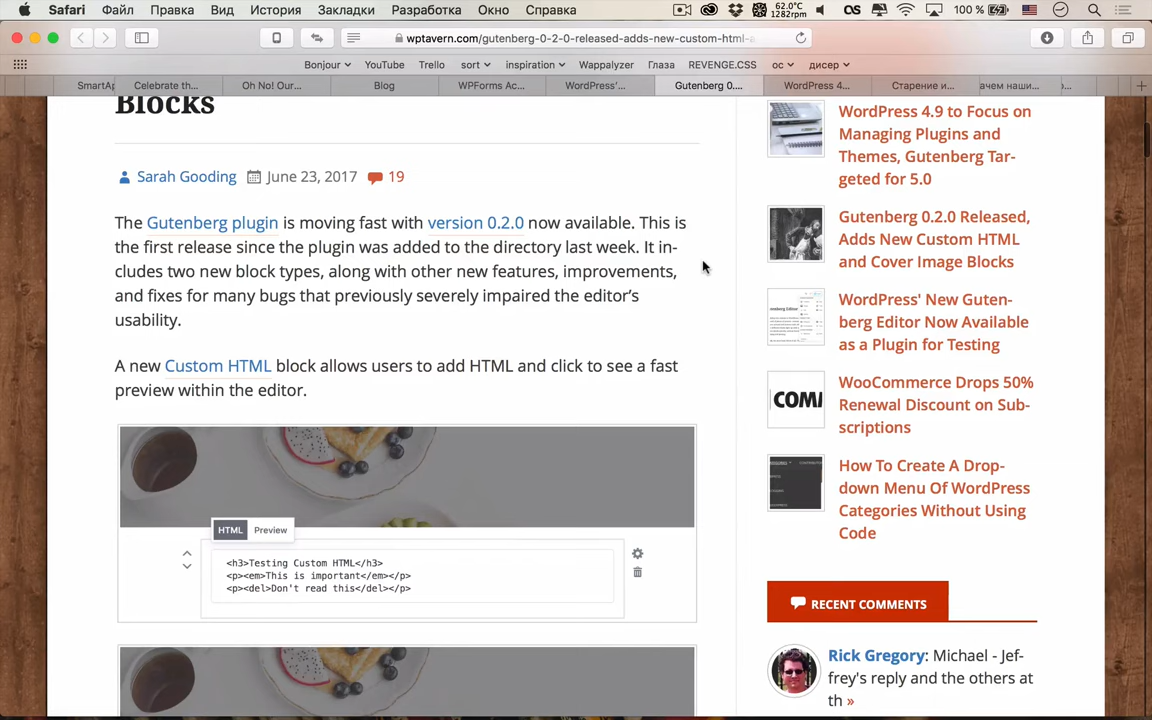 Safari Файл Правка Вид История Закладки Разработка Окно Справка 62.0°C 1282rpm 100 %
wptavern.com/gutenberg-0-2-0-released-adds-new-custom-html-a…
Bonjour YouTube Trello sort inspiration Wappalyzer Глаза REVENGE.CSS ос дисер
SmartAp Celebrate th… Oh No! Our… Blog WPForms Ac… WordPress'… Gutenberg 0.… WordPress 4… Старение и… Зачем наши…
Blocks
Sarah Gooding June 23, 2017 19
The Gutenberg plugin is moving fast with version 0.2.0 now available. This is
the first release since the plugin was added to the directory last week. It in-
cludes two new block types, along with other new features, improvements,
and fixes for many bugs that previously severely impaired the editor's
usability.
A new Custom HTML block allows users to add HTML and click to see a fast
preview within the editor.
HTML Preview
<h3>Testing Custom HTML</h3>
<p><em>This is important</em></p>
<p><del>Don't read this</del></p>
WordPress 4.9 to Focus on
Managing Plugins and
Themes, Gutenberg Tar-
geted for 5.0
Gutenberg 0.2.0 Released,
Adds New Custom HTML
and Cover Image Blocks
WordPress' New Guten-
berg Editor Now Available
as a Plugin for Testing
COM
WooCommerce Drops 50%
Renewal Discount on Sub-
scriptions
How To Create A Drop-
down Menu Of WordPress
Categories Without Using
Code
RECENT COMMENTS
Rick Gregory: Michael - Jef-
frey's reply and the others at
th »